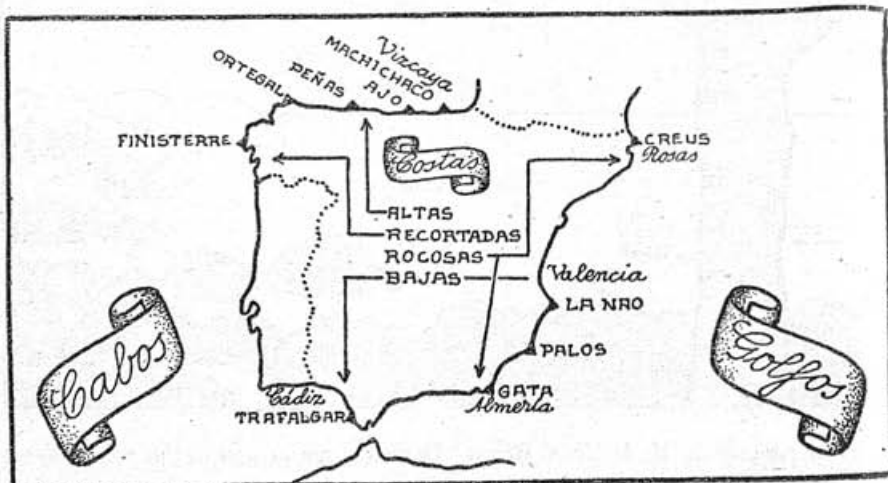 Vizcaya
MACHICHACO
AJO
PEÑAS
ORTEGAL
FINISTERRE
CREUS
Rosas
Costas
ALTAS
RECORTADAS
ROCOSAS
BAJAS
Valencia
LA NAO
PALOS
GATA
Almería
Cádiz
TRAFALGAR
Cabos
Golfos